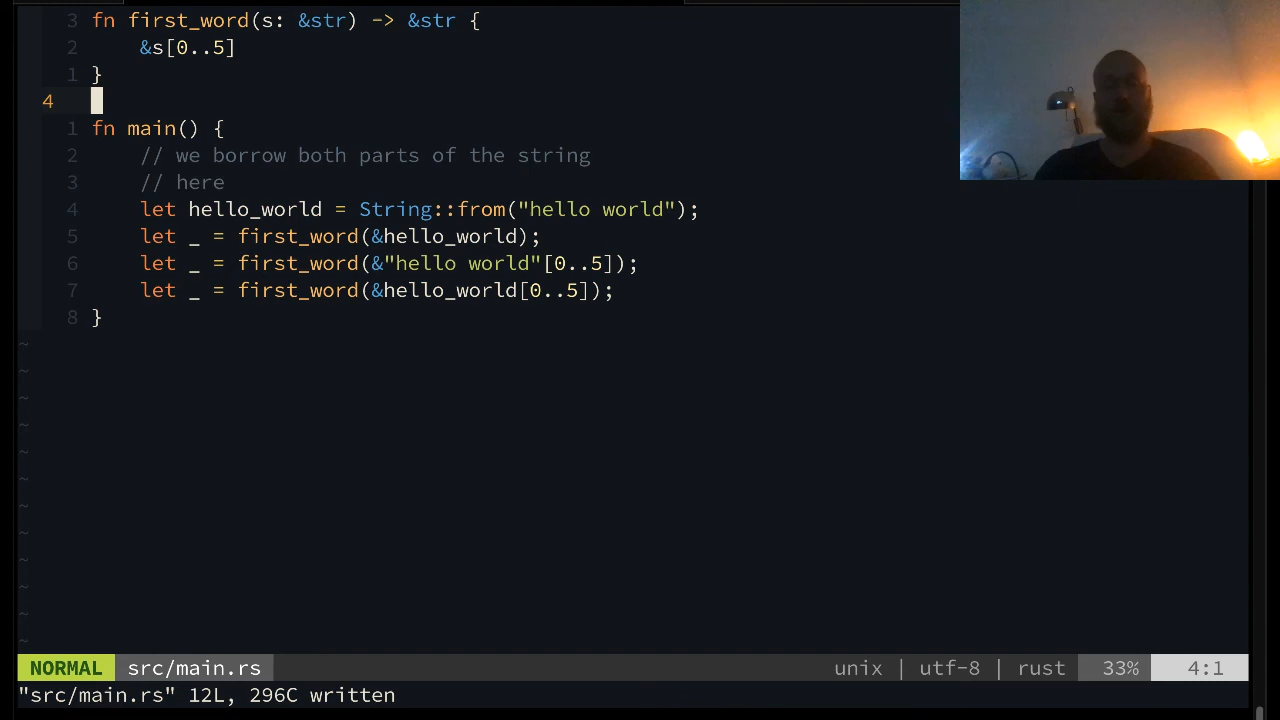 3 fn first_word(s: &str) -> &str {
2     &s[0..5]
1 }
4
1 fn main() {
2     // we borrow both parts of the string
3     // here
4     let hello_world = String::from("hello world");
5     let _ = first_word(&hello_world);
6     let _ = first_word(&"hello world"[0..5]);
7     let _ = first_word(&hello_world[0..5]);
8 }
~
~
~
~
~
~
~
~
~
~
~
~
NORMAL src/main.rs unix | utf-8 | rust 33% 4:1
"src/main.rs" 12L, 296C written